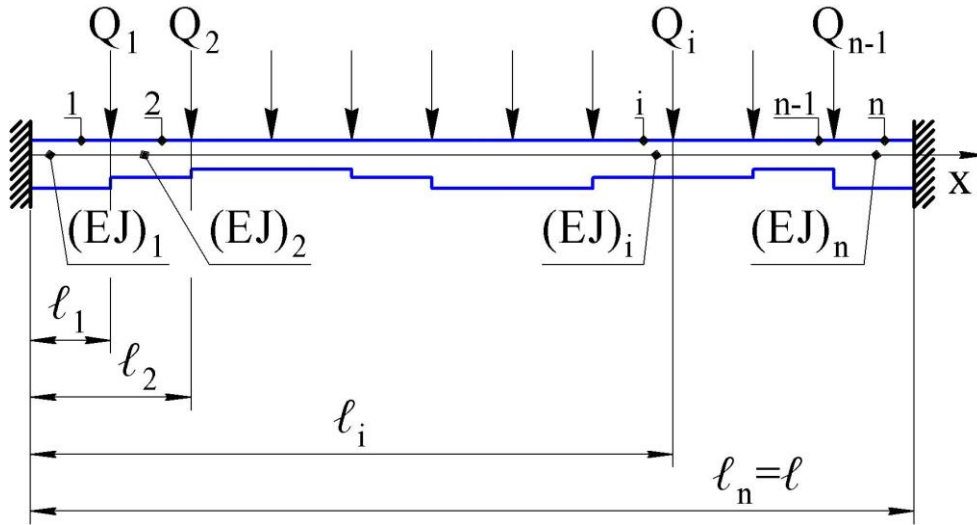 Q₁ Q₂ Qᵢ Qₙ₋₁
1 2 i n-1 n
x
(EJ)₁ (EJ)₂ (EJ)ᵢ (EJ)ₙ
ℓ₁
ℓ₂
ℓᵢ
ℓₙ=ℓ